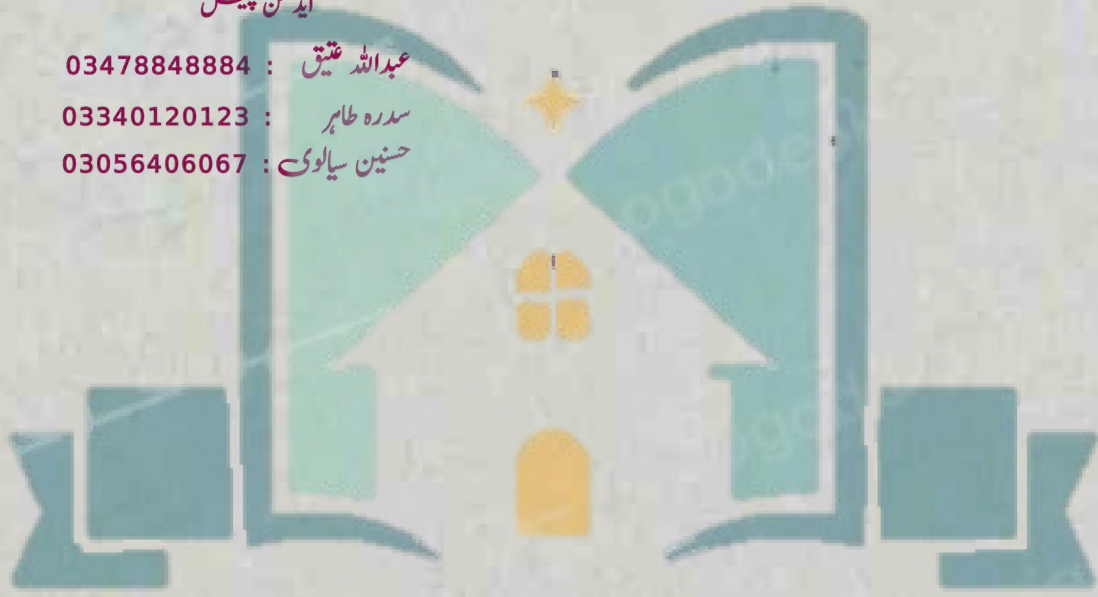 عبداللہ عتیق : 03478848884
سدرہ طاہر : 03340120123
حسنین سیالوی : 03056406067